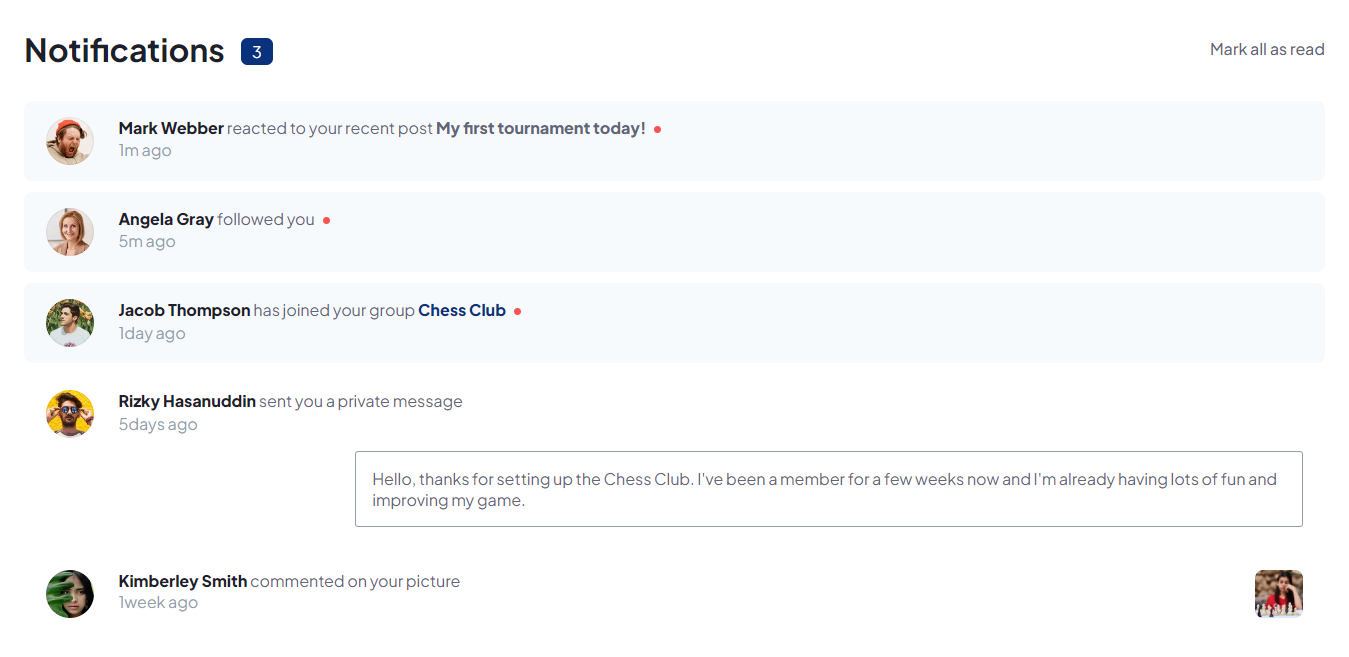 Notifications 3
Mark all as read
Mark Webber reacted to your recent post My first tournament today!
1m ago
Angela Gray followed you
5m ago
Jacob Thompson has joined your group Chess Club
1day ago
Rizky Hasanuddin sent you a private message
5days ago
Hello, thanks for setting up the Chess Club. I've been a member for a few weeks now and I'm already having lots of fun and
improving my game.
Kimberley Smith commented on your picture
1week ago